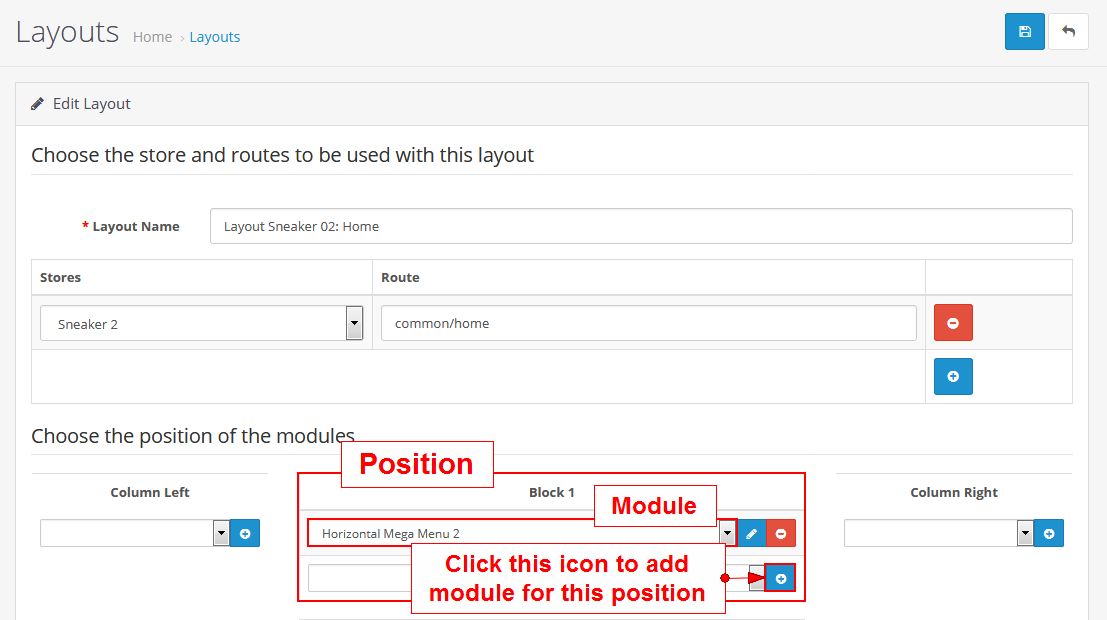 Layouts Home › Layouts
Edit Layout
Choose the store and routes to be used with this layout
* Layout Name Layout Sneaker 02: Home
Stores Route
Sneaker 2 common/home
Choose the position of the modules
Position
Column Left Block 1 Column Right
Module
Horizontal Mega Menu 2
Click this icon to add
module for this position